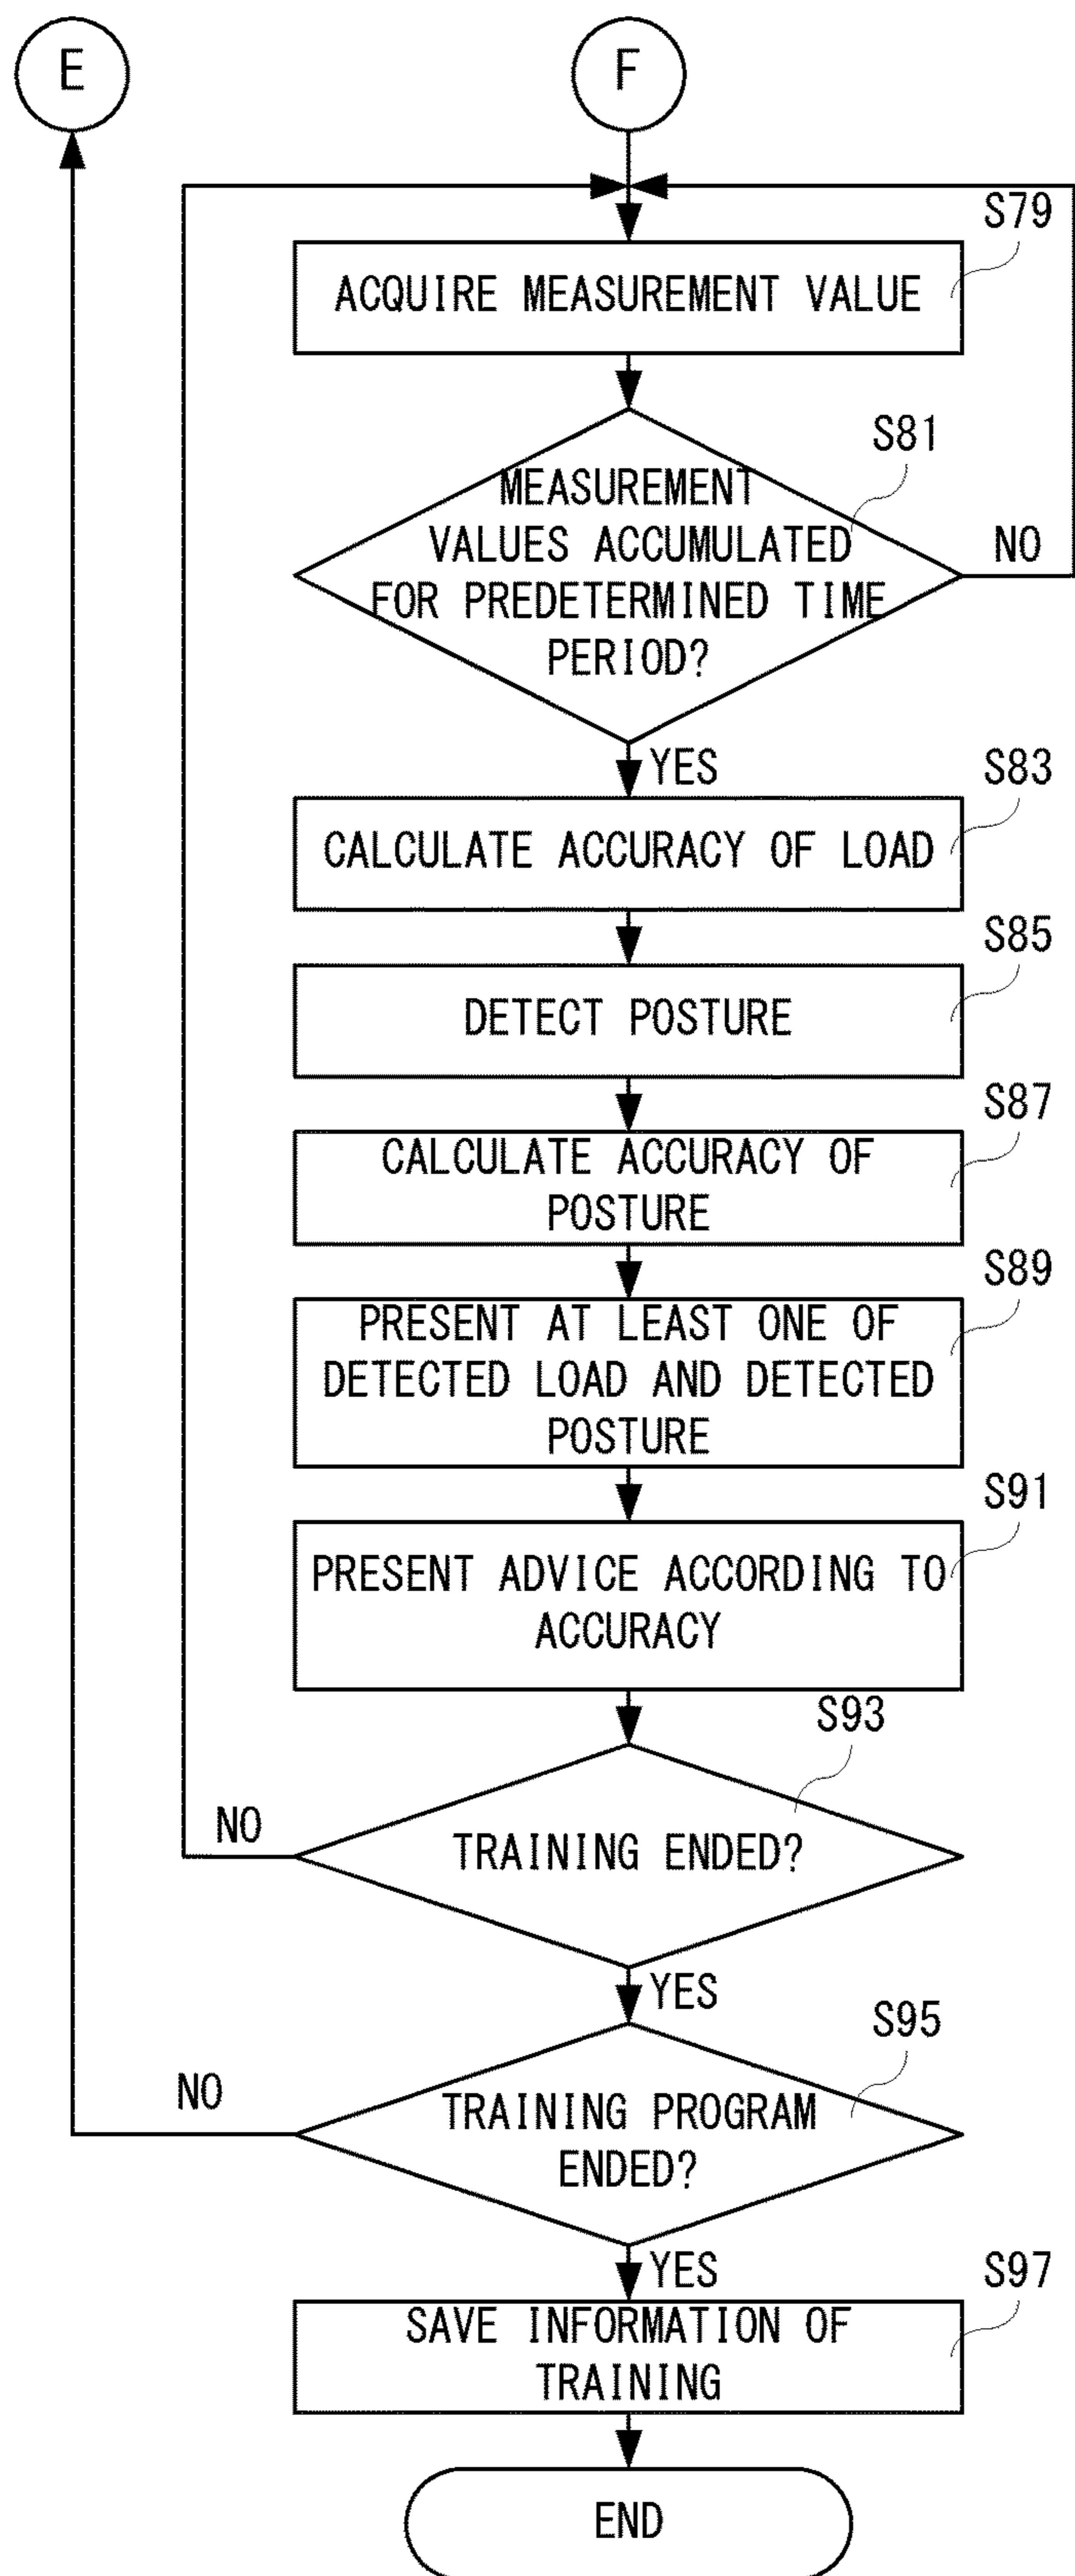 E
F
S79
ACQUIRE MEASUREMENT VALUE
S81
MEASUREMENT
VALUES ACCUMULATED
FOR PREDETERMINED TIME
PERIOD?
NO
YES
S83
CALCULATE ACCURACY OF LOAD
S85
DETECT POSTURE
S87
CALCULATE ACCURACY OF
POSTURE
S89
PRESENT AT LEAST ONE OF
DETECTED LOAD AND DETECTED
POSTURE
S91
PRESENT ADVICE ACCORDING TO
ACCURACY
S93
NO
TRAINING ENDED?
YES
S95
NO
TRAINING PROGRAM
ENDED?
YES
S97
SAVE INFORMATION OF
TRAINING
END